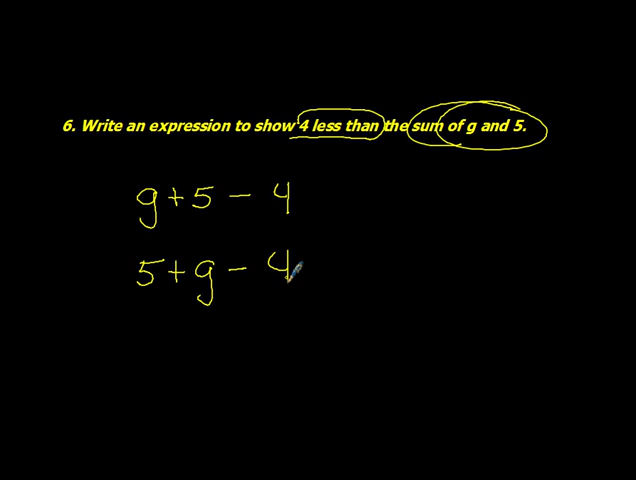 6. Write an expression to show 4 less than the sum of g and 5.
g + 5 - 4
5 + g - 4